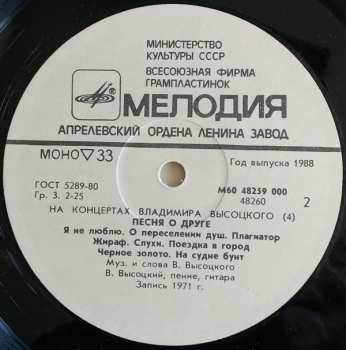 МИНИСТЕРСТВО
КУЛЬТУРЫ СССР
ВСЕСОЮЗНАЯ ФИРМА
ГРАМПЛАСТИНОК
МЕЛОДИЯ
АПРЕЛЕВСКИЙ ОРДЕНА ЛЕНИНА ЗАВОД
МОНО ▽ 33
Год выпуска 1988
ГОСТ 5289-80
Гр. 3. 2-25
М60 48259 000
48260
2
НА КОНЦЕРТАХ ВЛАДИМИРА ВЫСОЦКОГО (4)
ПЕСНЯ О ДРУГЕ
Я не люблю. О переселении душ. Плагиатор
Жираф. Слухи. Поездка в город
Черное золото. На судне бунт
Муз. и слова В. Высоцкого
В. Высоцкий, пение, гитара
Запись 1971 г.